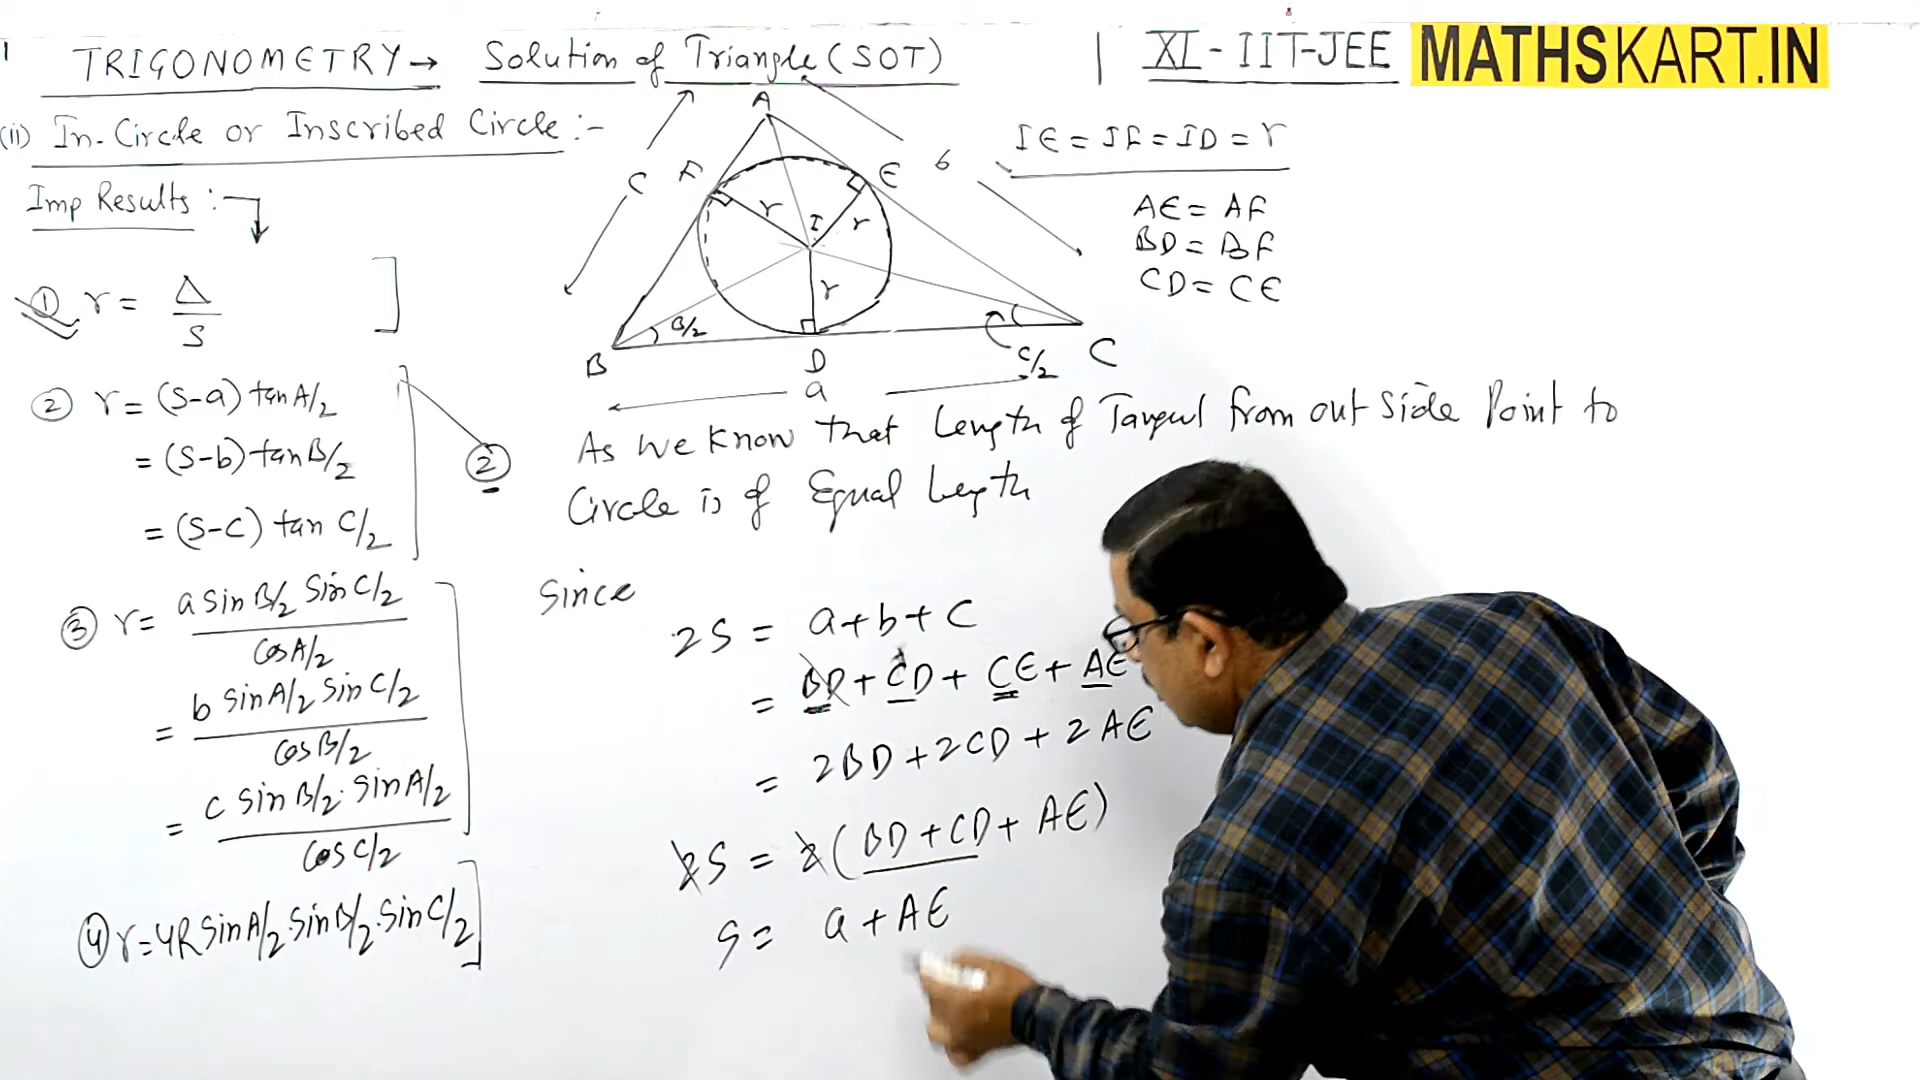 TRIGONOMETRY → Solution of Triangle (SOT) | XI - IIT-JEE MATHSKART.IN
(ii) In-Circle or Inscribed Circle :-
Imp Results :
① r = Δ/S
② r = (S-a) tan A/2
= (S-b) tan B/2
= (S-c) tan C/2
③ r = a sin B/2 sin C/2 / cos A/2
= b sin A/2 sin C/2 / cos B/2
= c sin B/2 . sin A/2 / cos C/2
④ r = 4R sin A/2 . sin B/2 . sin C/2
A
C F E b
r I r
r
B/2
B D C/2 C
a
IE = IF = ID = r
AE = AF
BD = BF
CD = CE
② As we know that Length of Tangent from out side Point to
Circle is of Equal Length
Since
2S = a + b + c
= BD + CD + CE + AE
= 2BD + 2CD + 2AE
2S = 2 ( BD + CD + AE )
S = a + AE